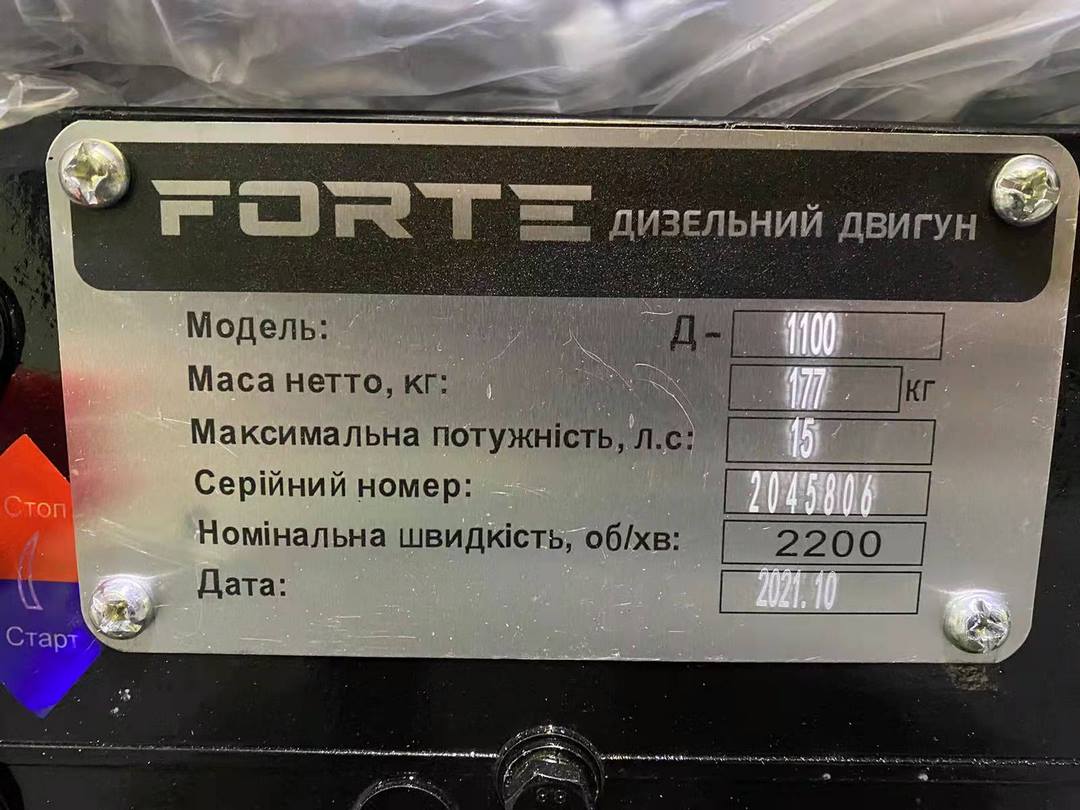 FORTE ДИЗЕЛЬНИЙ ДВИГУН
Модель: Д- 1100
Маса нетто, кг: 177 кг
Максимальна потужність, л.с: 15
Серійний номер: 2045806
Номінальна швидкість, об/хв: 2200
Дата: 2021.10
Стоп
Старт